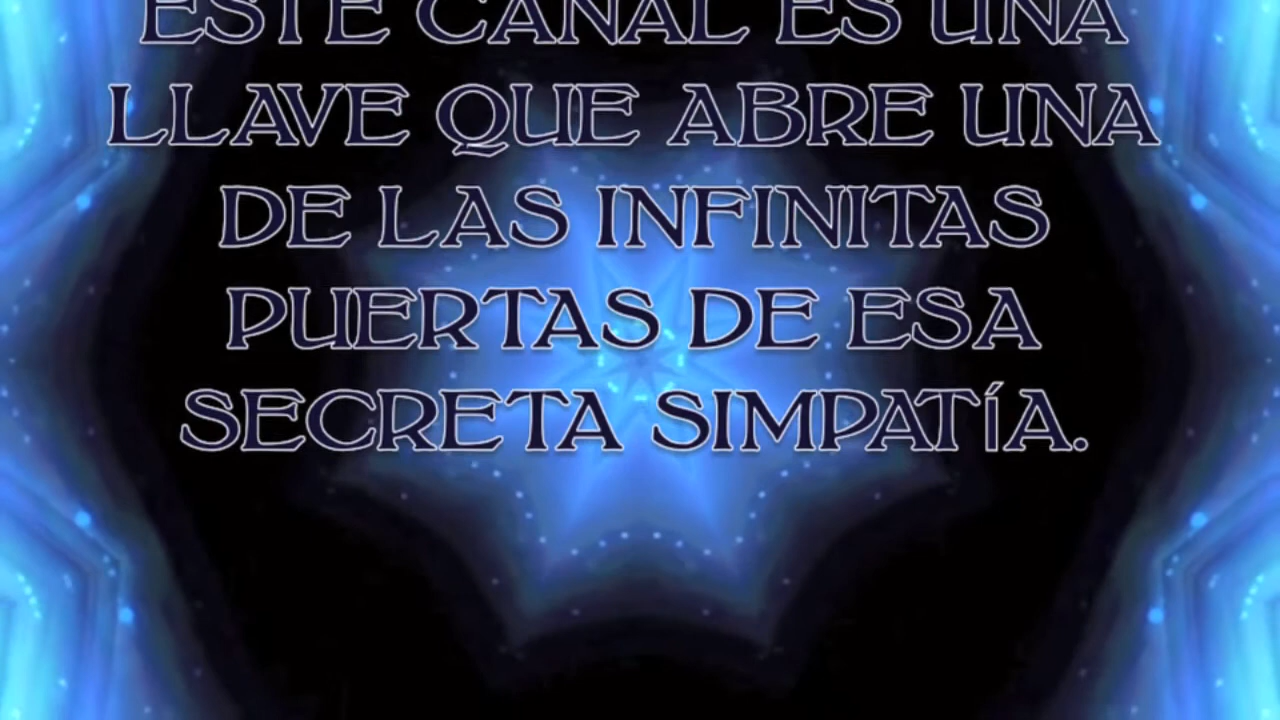 ESTE CANAL ES UNA
LLAVE QUE ABRE UNA
DE LAS INFINITAS
PUERTAS DE ESA
SECRETA SIMPATÍA.